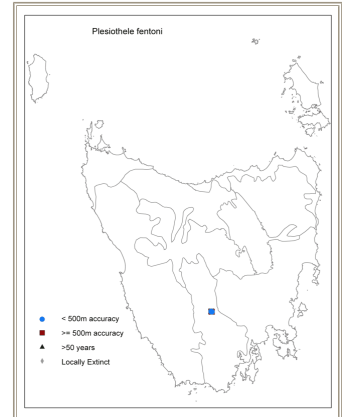 Plesiothele fentoni
< 500m accuracy
>= 500m accuracy
>50 years
Locally Extinct